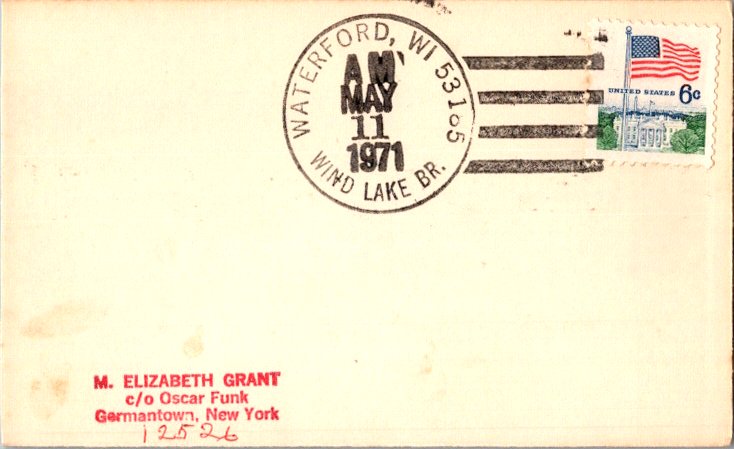 WATERFORD, WI 53185
AM
MAY
11
1971
WIND LAKE BR.
UNITED STATES 6c
M. ELIZABETH GRANT
c/o Oscar Funk
Germantown, New York
12526